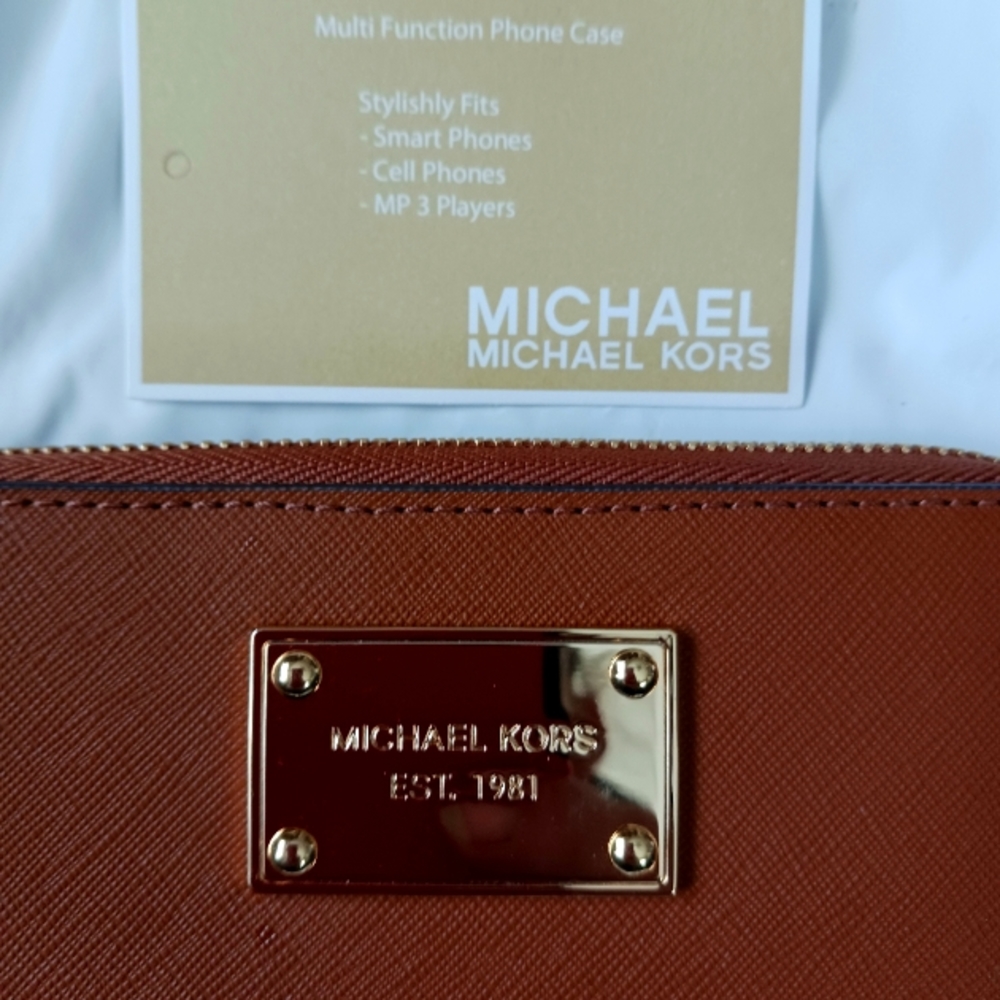 Multi Function Phone Case
Stylishly Fits
- Smart Phones
- Cell Phones
- MP 3 Players
MICHAEL
MICHAEL KORS
MICHAEL KORS
EST. 1981